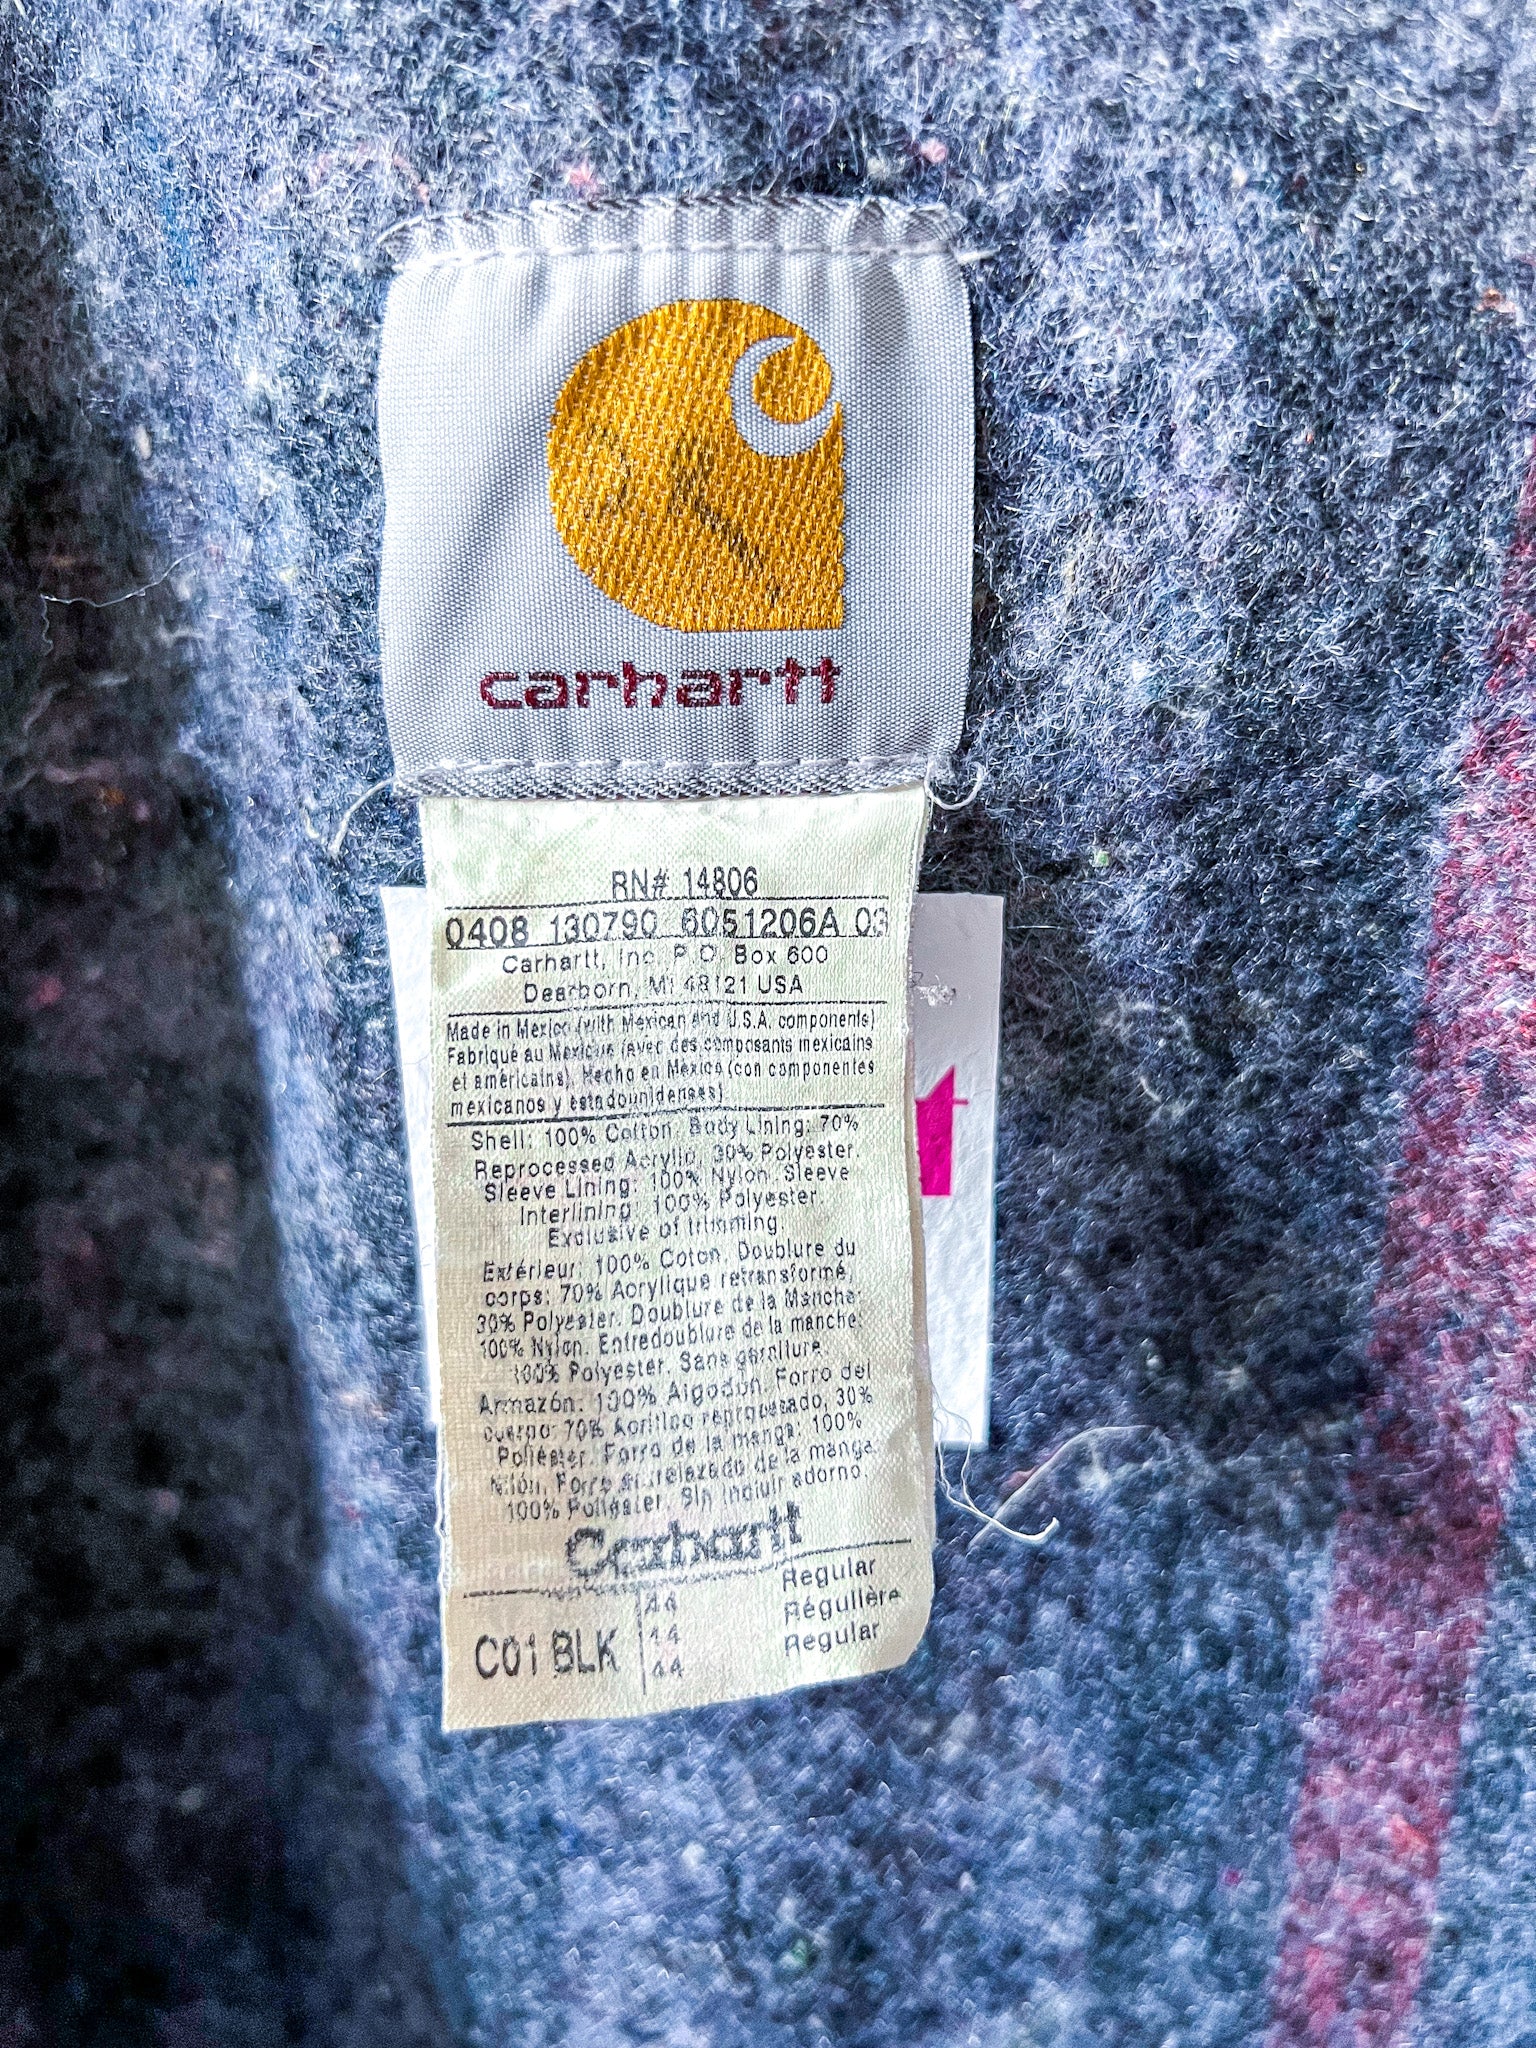 carhartt
RN# 14806
0408 130790 6051206A 03
Carhartt, Inc. P.O. Box 600
Dearborn, MI 48121 USA
Made in Mexico (with Mexican and U.S.A. components)
Fabriqué au Mexique (avec des composants mexicains
et américains). Hecho en Mexico (con componentes
mexicanos y estadounidenses)
Shell: 100% Cotton. Body Lining: 70%
Reprocessed Acrylic, 30% Polyester.
Sleeve Lining: 100% Nylon. Sleeve
Interlining: 100% Polyester.
Exclusive of trimming.
Extérieur: 100% Coton. Doublure du
corps: 70% Acrylique retransformé,
30% Polyester. Doublure de la Manche:
100% Nylon. Entredoublure de la manche:
100% Polyester. Sans garniture.
Armazón: 100% Algodón. Forro del
cuerpo: 70% Acrílico reprocesado, 30%
Poliéster. Forro de la manga: 100%
Nilón. Forro de la manga
100% Poliéster. Sin incluir adorno.
Carhartt
C01 BLK
44 Regular
44 Régulière
44 Regular